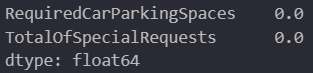 RequiredCarParkingSpaces    0.0
TotalOfSpecialRequests      0.0
dtype: float64